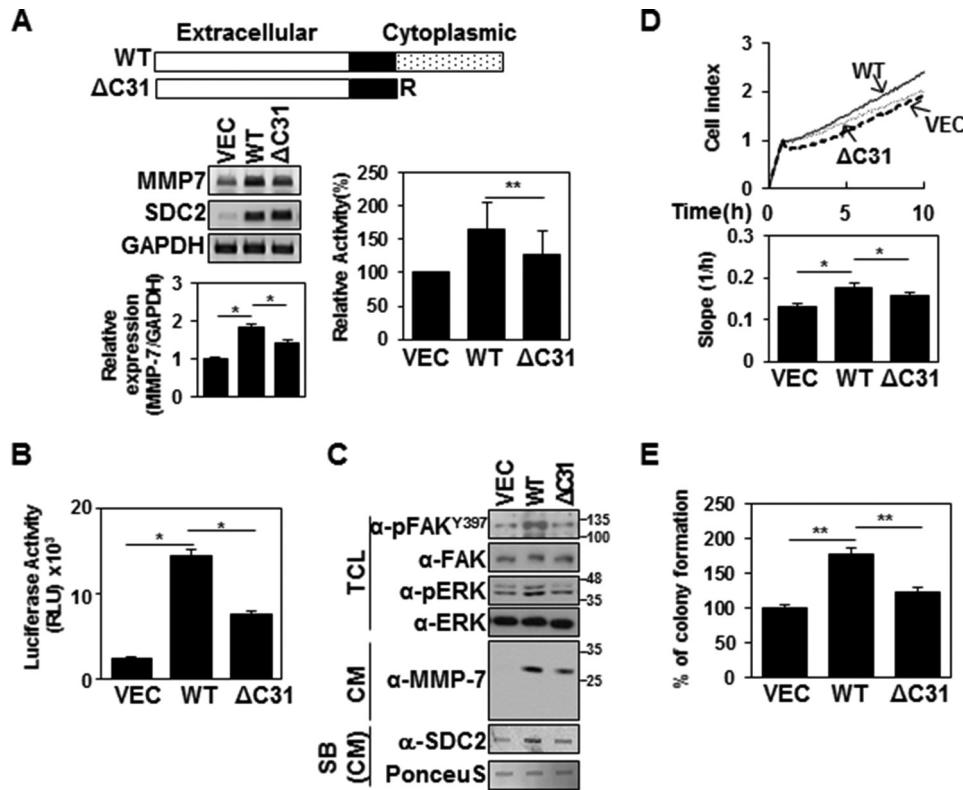 A
Extracellular Cytoplasmic
WT
ΔC31 R
VEC WT ΔC31
MMP7
SDC2
GAPDH
Relative expression (MMP-7/GAPDH)
3
2
1
0
* *
Relative Activity(%)
250
200
150
100
50
0
**
VEC WT ΔC31
B
Luciferase Activity (RLU) x10³
20
10
0
* *
VEC WT ΔC31
C
VEC WT ΔC31
TCL
α-pFAK^Y397
135
100
α-FAK
α-pERK
48
35
α-ERK
CM
α-MMP-7
35
25
SB (CM)
α-SDC2
PonceuS
D
Cell index
3
2
1
0
WT
VEC
ΔC31
Time(h) 0 5 10
Slope (1/h)
0.3
0.2
0.1
0
* *
VEC WT ΔC31
E
% of colony formation
250
200
150
100
50
0
** **
VEC WT ΔC31